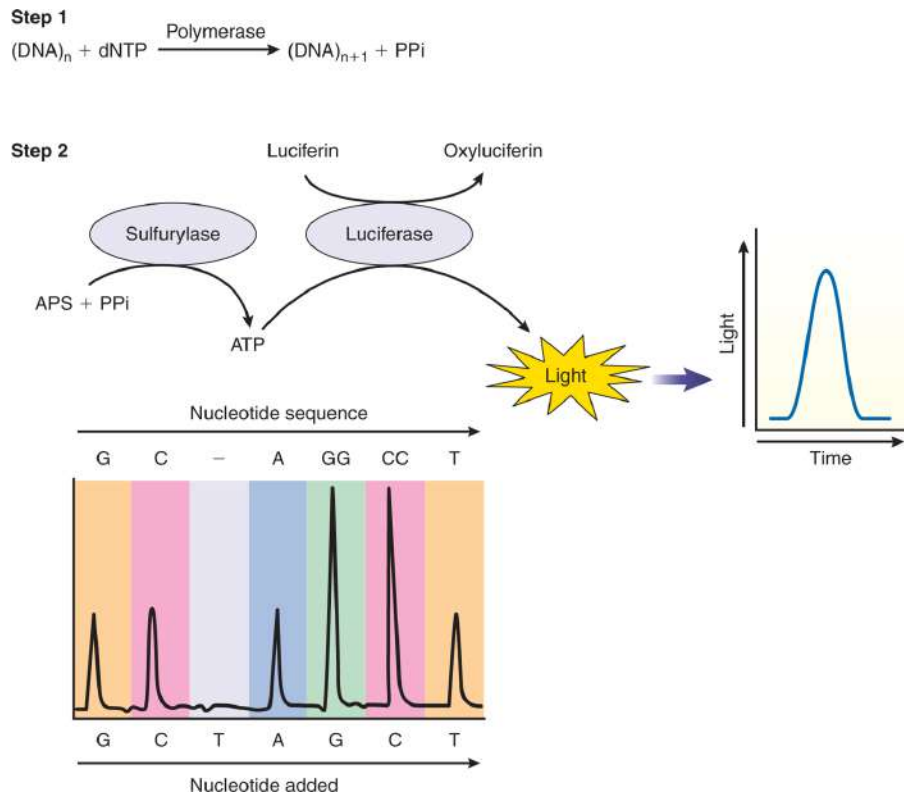 Step 1
Polymerase
(DNA)n + dNTP (DNA)n+1 + PPi
Step 2
Luciferin Oxyluciferin
Sulfurylase Luciferase
APS + PPi
ATP
Light
Light
Time
Nucleotide sequence
G C – A GG CC T
G C T A G C T
Nucleotide added